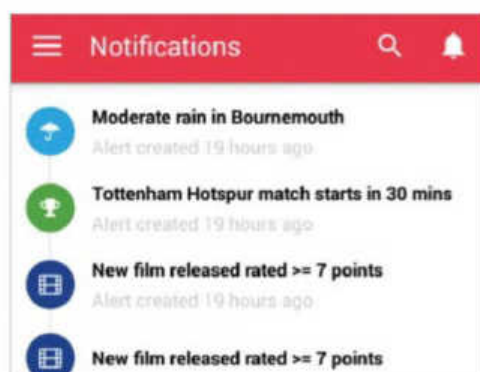 Notifications
Moderate rain in Bournemouth
Alert created 19 hours ago
Tottenham Hotspur match starts in 30 mins
Alert created 19 hours ago
New film released rated >= 7 points
Alert created 19 hours ago
New film released rated >= 7 points